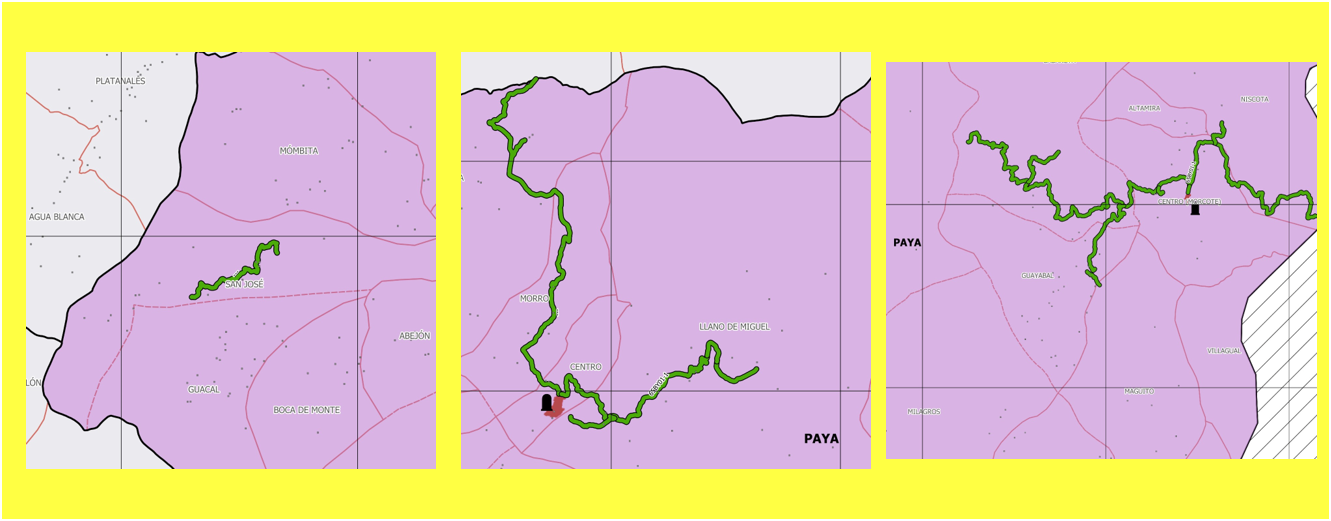 PLATANALES
MÓMBITA
AGUA BLANCA
SAN JOSÉ
ABEJÓN
LÓN
GUACAL
BOCA DE MONTE
MORRO
LLANO DE MIGUEL
CENTRO
PAYA
ALTAMIRA
NISCOTA
CENTRO (MORCOTE)
PAYA
GUAYABAL
VILLAGUAL
MAGUITO
MILAGROS